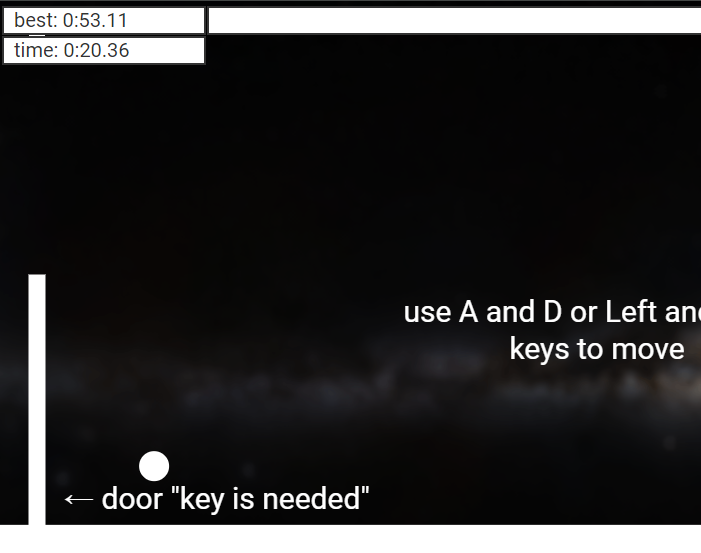 best: 0:53.11
time: 0:20.36
use A and D or Left an
keys to move
← door "key is needed"